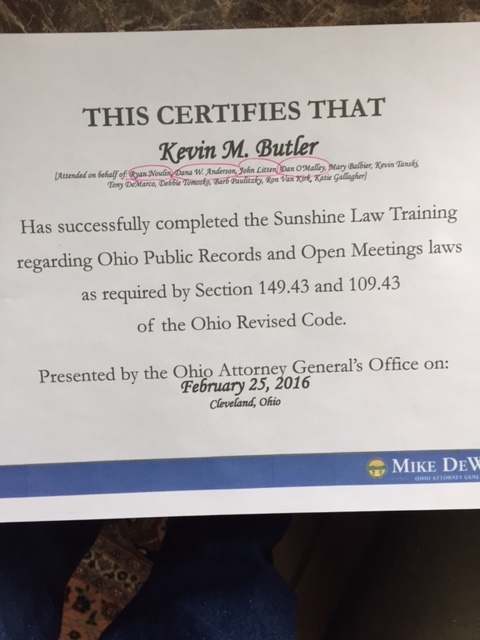 THIS CERTIFIES THAT
Kevin M. Butler
[Attended on behalf of: Ryan Noulin, Dana W. Anderson, John Litten, Dan O'Malley, Mary Balbier, Kevin Tanski,
Tony DeMarco, Debbie Tomosko, Barb Paulitzky, Ron Van Kirk, Katie Gallagher]
Has successfully completed the Sunshine Law Training
regarding Ohio Public Records and Open Meetings laws
as required by Section 149.43 and 109.43
of the Ohio Revised Code.
Presented by the Ohio Attorney General's Office on:
February 25, 2016
Cleveland, Ohio
MIKE DEW
OHIO ATTORNEY GENE